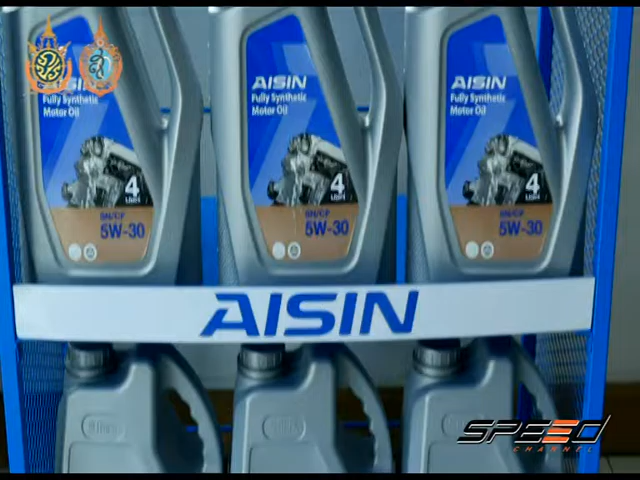 AISIN
Fully Synthetic
Motor Oil
4
SN/CF
5W-30
AISIN
Fully Synthetic
Motor Oil
4
SN/CF
5W-30
AISIN
Fully Synthetic
Motor Oil
4
SN/CF
5W-30
AISIN
SPEED
CHANNEL